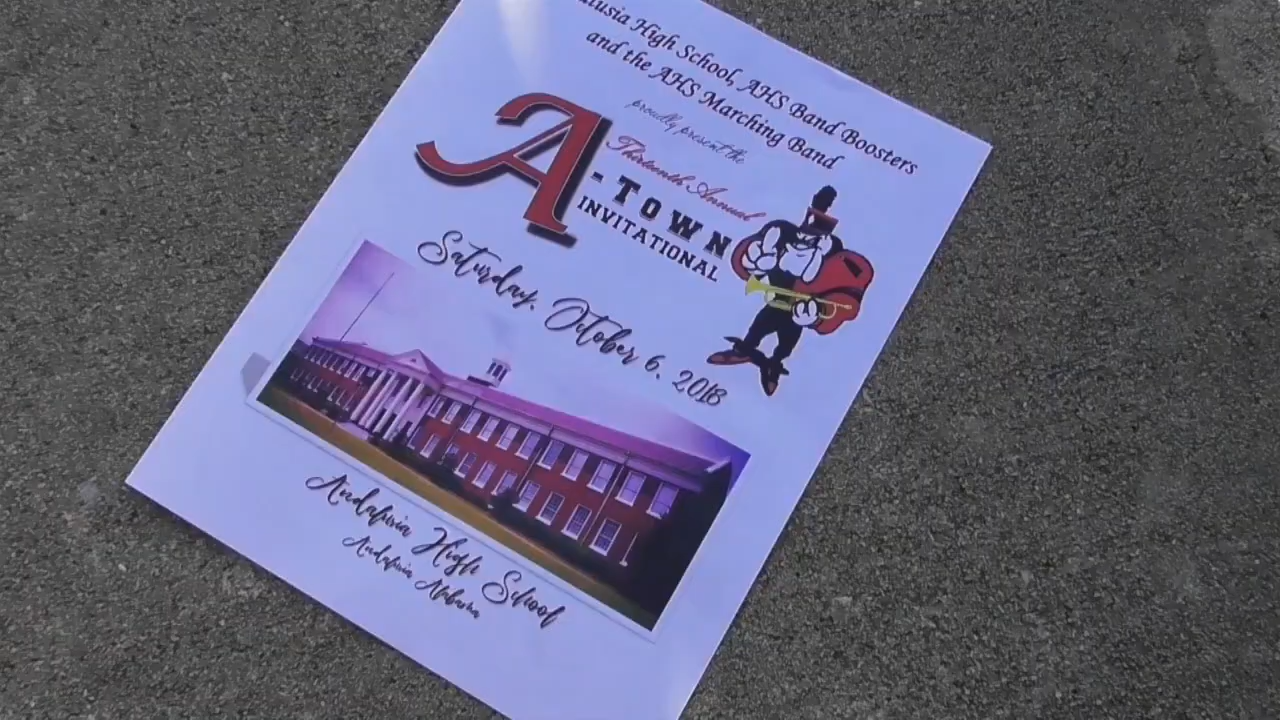 lusia High School, AHS Band Boosters
and the AHS Marching Band
proudly present the
Thirteenth Annual
A-TOWN
INVITATIONAL
Saturday, October 6, 2018
Andalusia High School
Andalusia Alabama